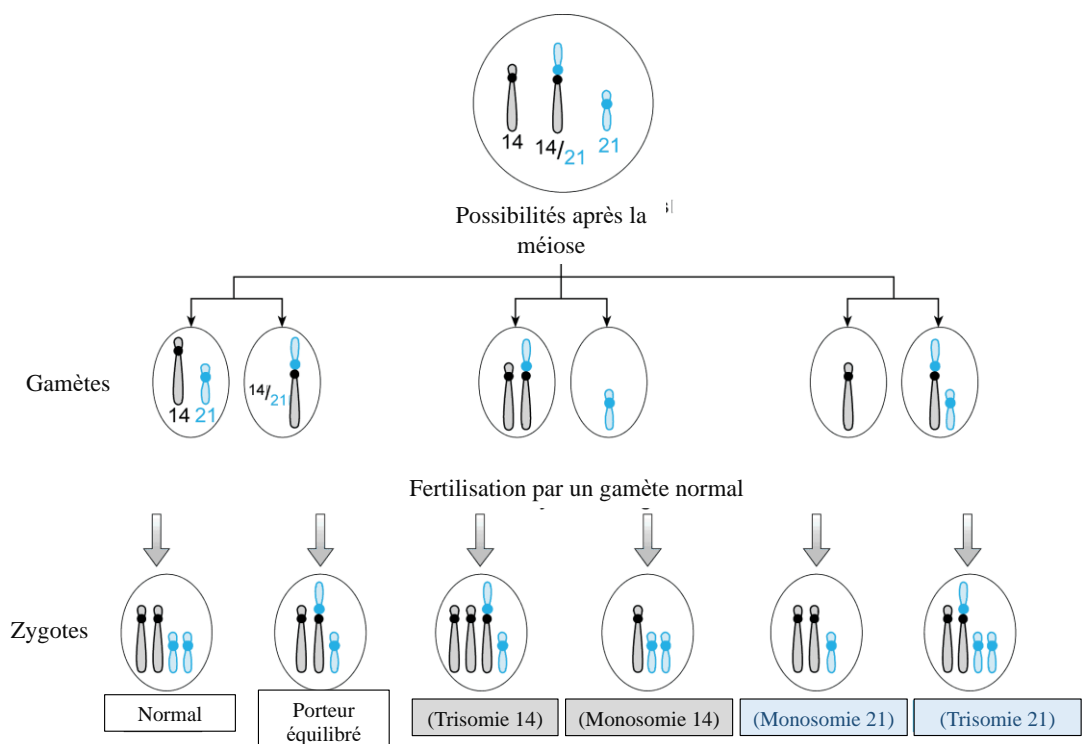 14 14/21 21
Possibilités après la
méiose
Gamètes
14 21
14/21
Fertilisation par un gamète normal
Zygotes
Normal
Porteur
équilibré
(Trisomie 14)
(Monosomie 14)
(Monosomie 21)
(Trisomie 21)